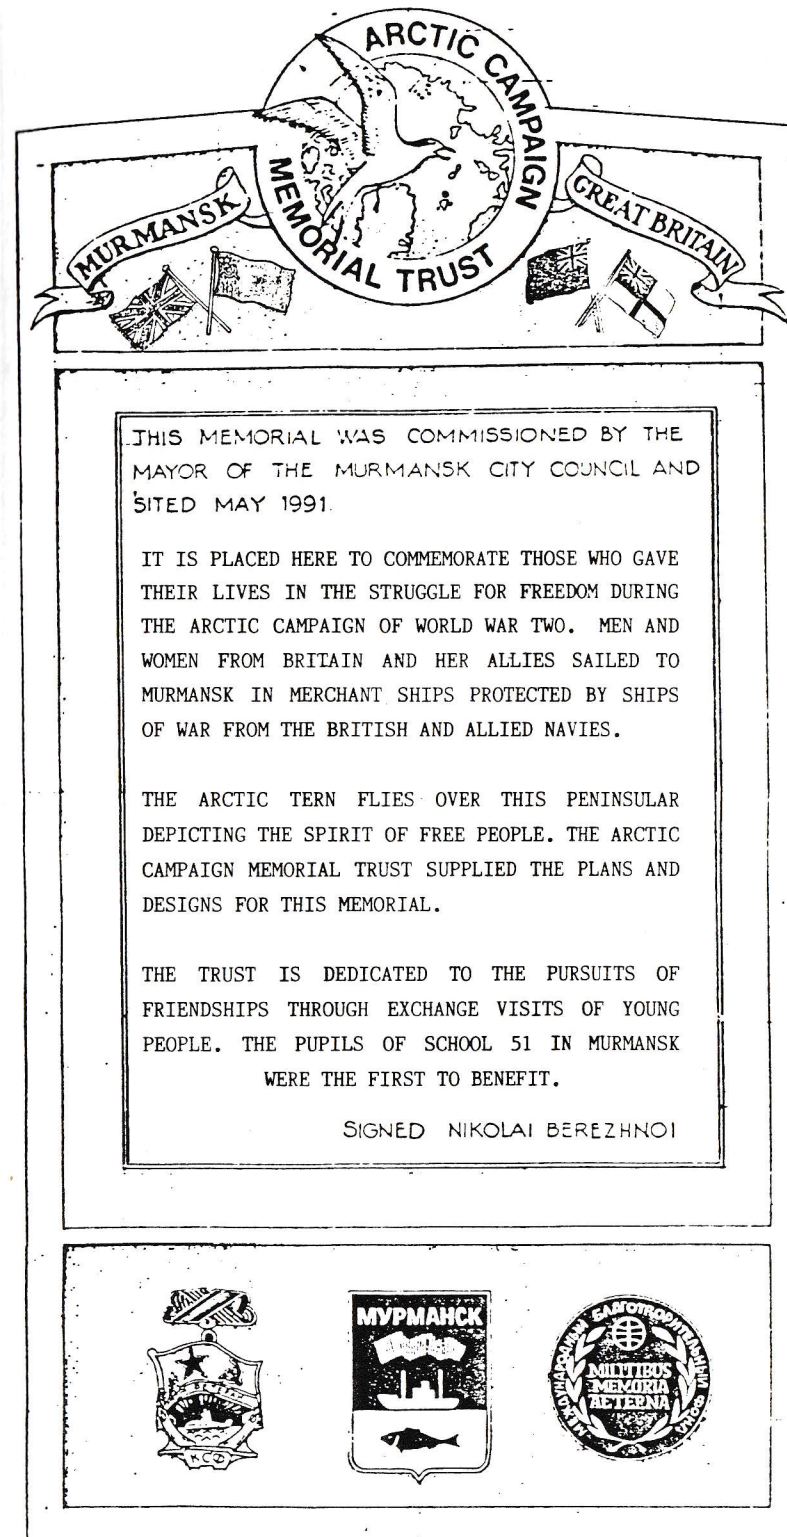 ARCTIC CAMPAIGN
MEMORIAL TRUST
MURMANSK
GREAT BRITAIN
THIS MEMORIAL WAS COMMISSIONED BY THE
MAYOR OF THE MURMANSK CITY COUNCIL AND
SITED MAY 1991.
IT IS PLACED HERE TO COMMEMORATE THOSE WHO GAVE
THEIR LIVES IN THE STRUGGLE FOR FREEDOM DURING
THE ARCTIC CAMPAIGN OF WORLD WAR TWO. MEN AND
WOMEN FROM BRITAIN AND HER ALLIES SAILED TO
MURMANSK IN MERCHANT SHIPS PROTECTED BY SHIPS
OF WAR FROM THE BRITISH AND ALLIED NAVIES.
THE ARCTIC TERN FLIES OVER THIS PENINSULAR
DEPICTING THE SPIRIT OF FREE PEOPLE. THE ARCTIC
CAMPAIGN MEMORIAL TRUST SUPPLIED THE PLANS AND
DESIGNS FOR THIS MEMORIAL.
THE TRUST IS DEDICATED TO THE PURSUITS OF
FRIENDSHIPS THROUGH EXCHANGE VISITS OF YOUNG
PEOPLE. THE PUPILS OF SCHOOL 51 IN MURMANSK
WERE THE FIRST TO BENEFIT.
SIGNED NIKOLAI BEREZHNOI
КСФ
МУРМАНСК
МЕЖДУНАРОДНЫЙ БЛАГОТВОРИТЕЛЬНЫЙ ФОНД
MILITIBUS
MEMORIA
AETERNA